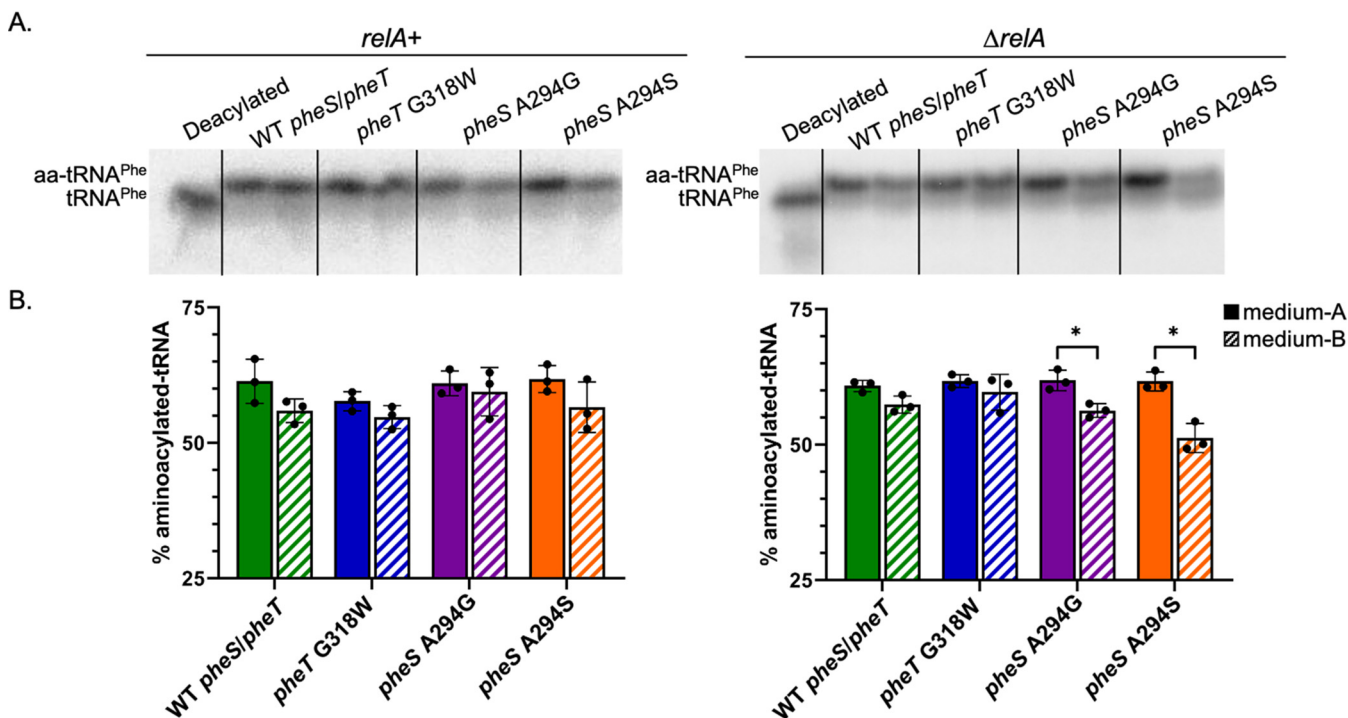 A.
relA+
ΔrelA
Deacylated
WT pheS/pheT
pheT G318W
pheS A294G
pheS A294S
Deacylated
WT pheS/pheT
pheT G318W
pheS A294G
pheS A294S
aa-tRNAPhe
tRNAPhe
aa-tRNAPhe
tRNAPhe
B.
% aminoacylated-tRNA
75
50
25
WT pheS/pheT
pheT G318W
pheS A294G
pheS A294S
% aminoacylated-tRNA
75
50
25
*
*
WT pheS/pheT
pheT G318W
pheS A294G
pheS A294S
medium-A
medium-B